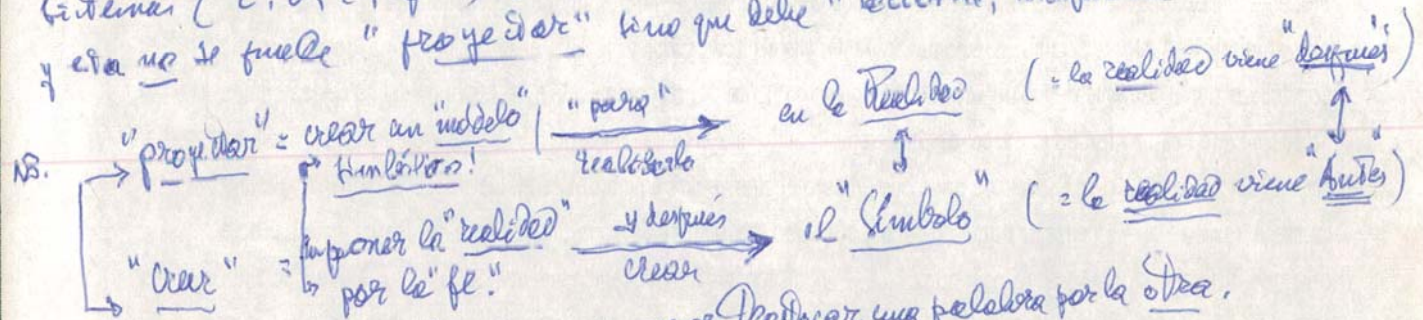 sistemas (
y esta no se puede "proyectar" sino que debe "
NB. "proyectar" = crear un "modelo" simbólico! "para" realizarlo en la Realidad (= la realidad viene "después")
"Crear" = suponer la "realidad" por la "fe"! y después crear el "Símbolo" (= la realidad viene "Antes")
una palabra por la otra.